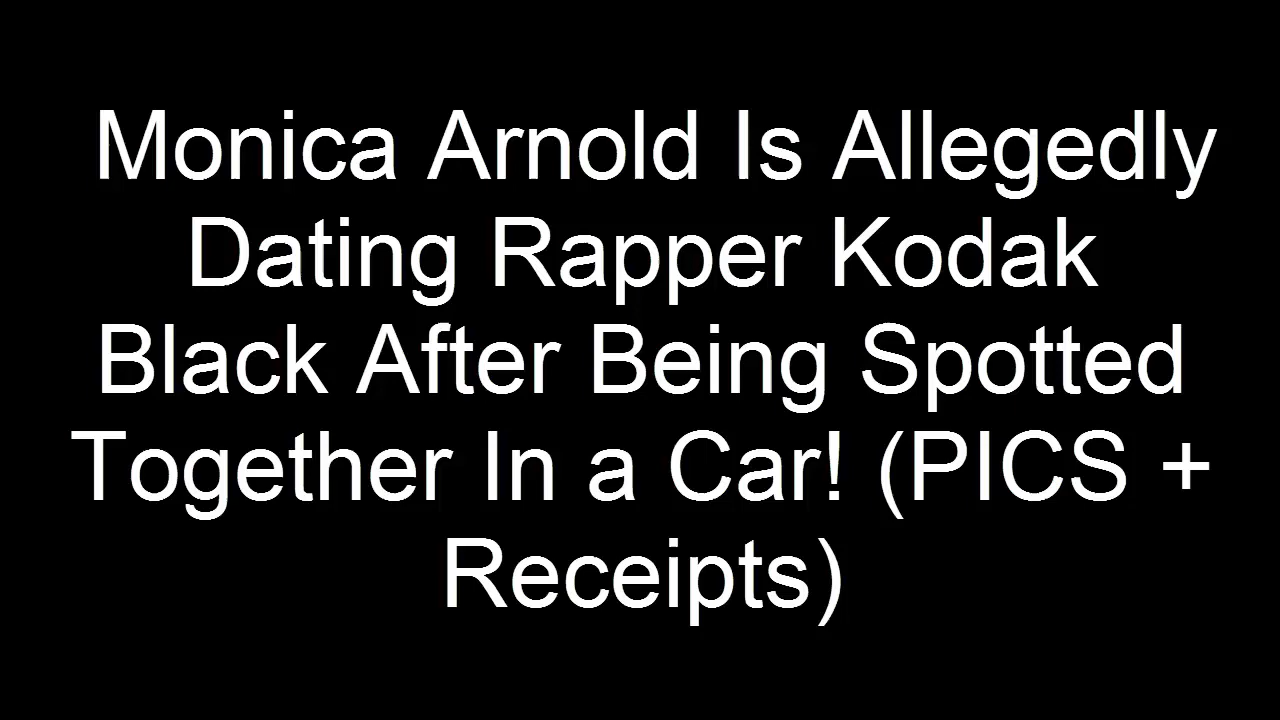 Monica Arnold Is Allegedly
Dating Rapper Kodak
Black After Being Spotted
Together In a Car! (PICS +
Receipts)